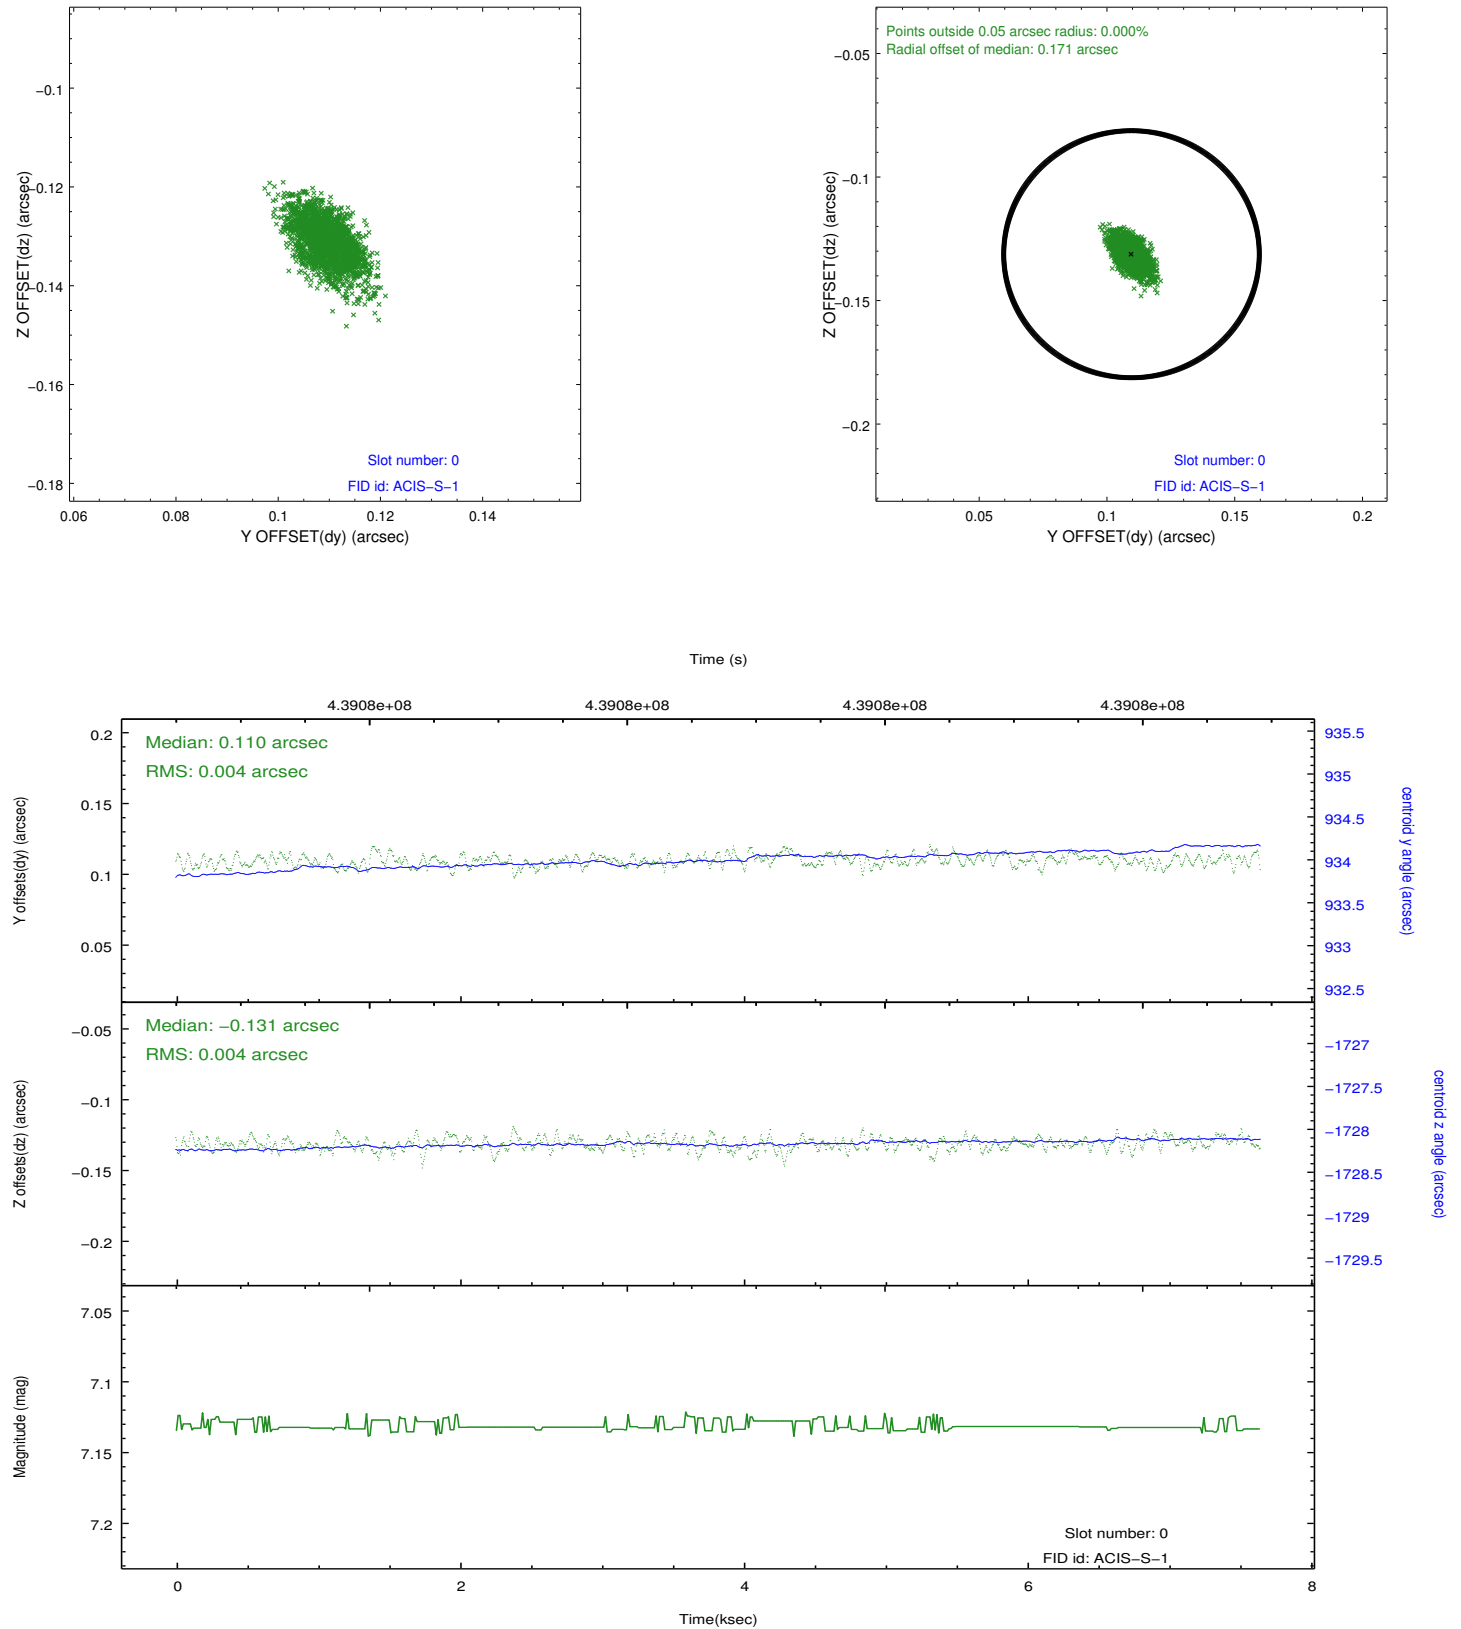 −0.1
−0.12
−0.14
−0.16
−0.18
Z OFFSET(dz) (arcsec)
0.06 0.08 0.1 0.12 0.14
Y OFFSET(dy) (arcsec)
Slot number: 0
FID id: ACIS−S−1
Points outside 0.05 arcsec radius: 0.000%
Radial offset of median: 0.171 arcsec
−0.05
−0.1
−0.15
−0.2
Z OFFSET(dz) (arcsec)
0.05 0.1 0.15 0.2
Y OFFSET(dy) (arcsec)
Slot number: 0
FID id: ACIS−S−1
Time (s)
4.3908e+08 4.3908e+08 4.3908e+08 4.3908e+08
Median: 0.110 arcsec
RMS: 0.004 arcsec
0.2
0.15
0.1
0.05
Y offsets(dy) (arcsec)
935.5
935
934.5
934
933.5
933
932.5
centroid y angle (arcsec)
Median: −0.131 arcsec
RMS: 0.004 arcsec
−0.05
−0.1
−0.15
−0.2
Z offsets(dz) (arcsec)
−1727
−1727.5
−1728
−1728.5
−1729
−1729.5
centroid z angle (arcsec)
7.05
7.1
7.15
7.2
Magnitude (mag)
Slot number: 0
FID id: ACIS−S−1
0 2 4 6 8
Time(ksec)